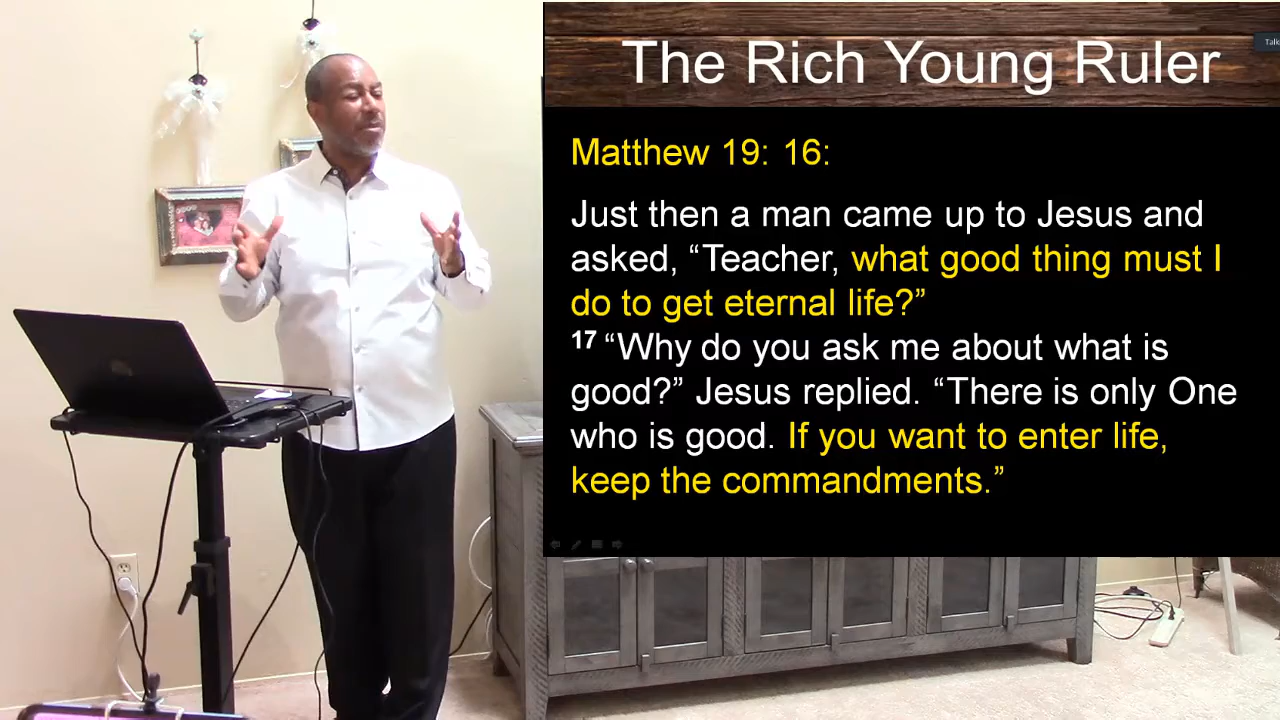 The Rich Young Ruler
Talk
Matthew 19: 16:
Just then a man came up to Jesus and
asked, “Teacher, what good thing must I
do to get eternal life?”
17 “Why do you ask me about what is
good?” Jesus replied. “There is only One
who is good. If you want to enter life,
keep the commandments.”